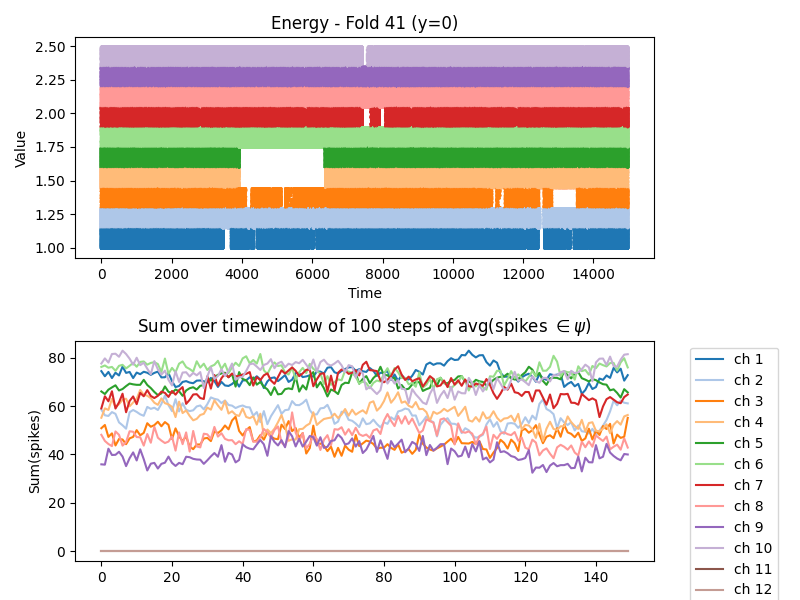 Energy - Fold 41 (y=0)
2.50
2.25
2.00
1.75
1.50
1.25
1.00
Value
0 2000 4000 6000 8000 10000 12000 14000
Time
Sum over timewindow of 100 steps of avg(spikes ∈ ψ)
80
60
40
20
0
Sum(spikes)
0 20 40 60 80 100 120 140
ch 1
ch 2
ch 3
ch 4
ch 5
ch 6
ch 7
ch 8
ch 9
ch 10
ch 11
ch 12